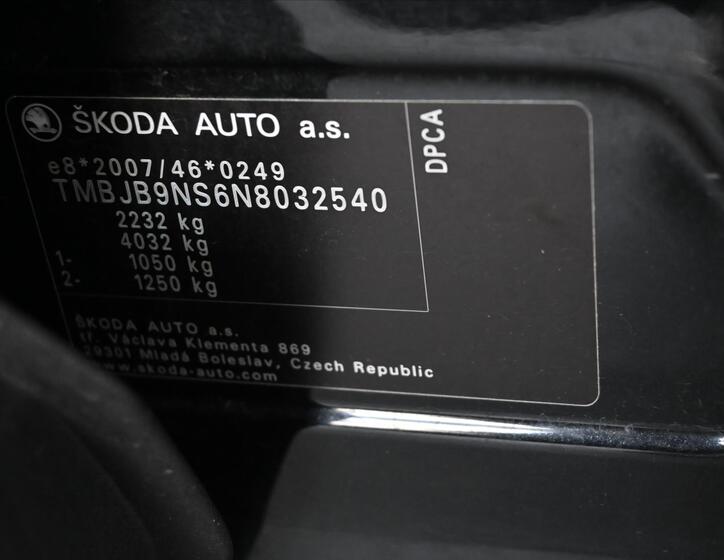 ŠKODA AUTO a.s.
DPCA
e8*2007/46*0249
TMBJB9NS6N8032540
2232 kg
4032 kg
1- 1050 kg
2- 1250 kg
ŠKODA AUTO a.s.
tř. Václava Klementa 869
29301 Mladá Boleslav, Czech Republic
www.skoda-auto.com